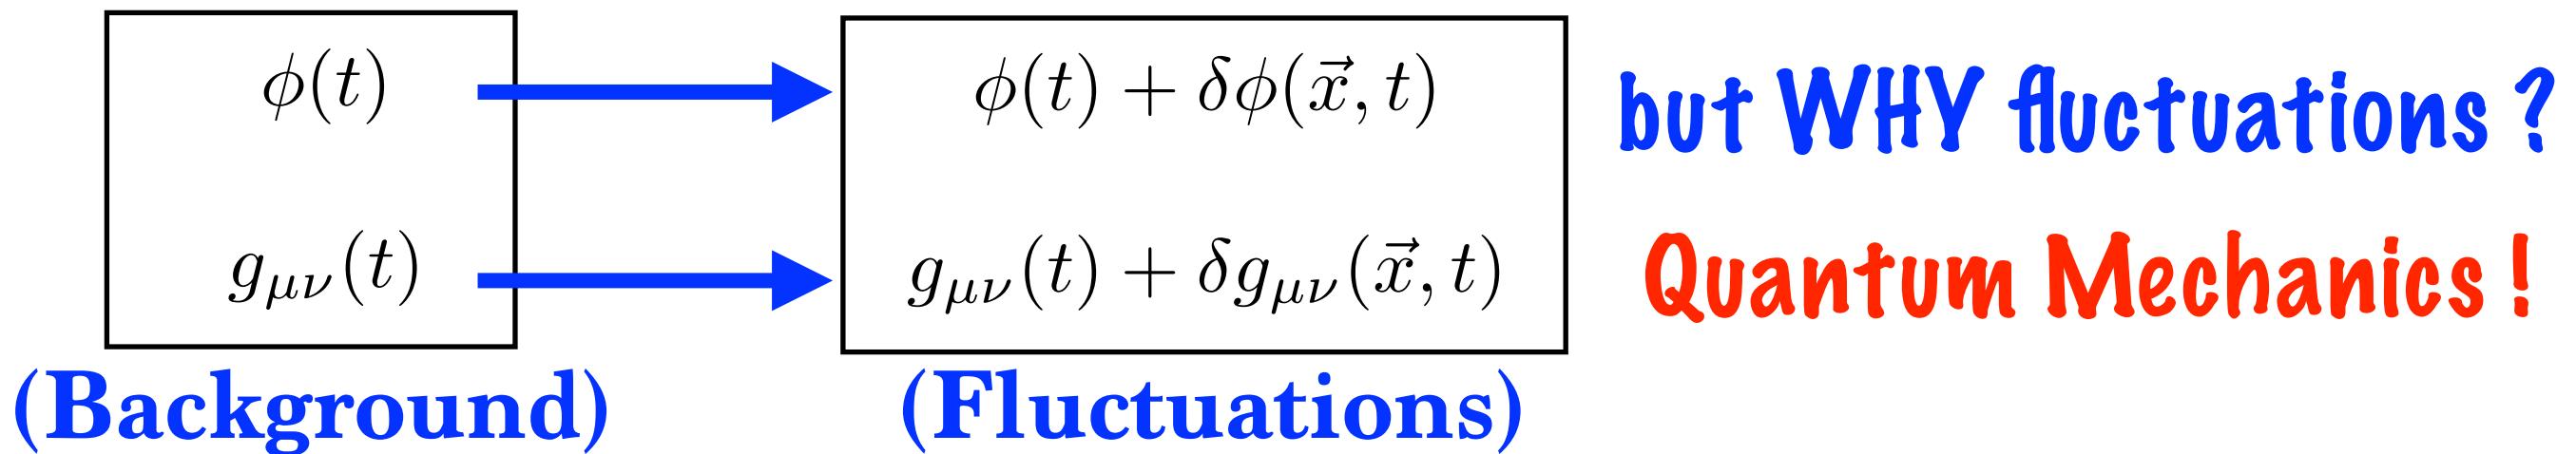 ϕ(t)
ϕ(t) + δϕ(x⃗, t)
but WHY fluctuations ?
g_{μν}(t)
g_{μν}(t) + δg_{μν}(x⃗, t)
Quantum Mechanics !
(Background)
(Fluctuations)